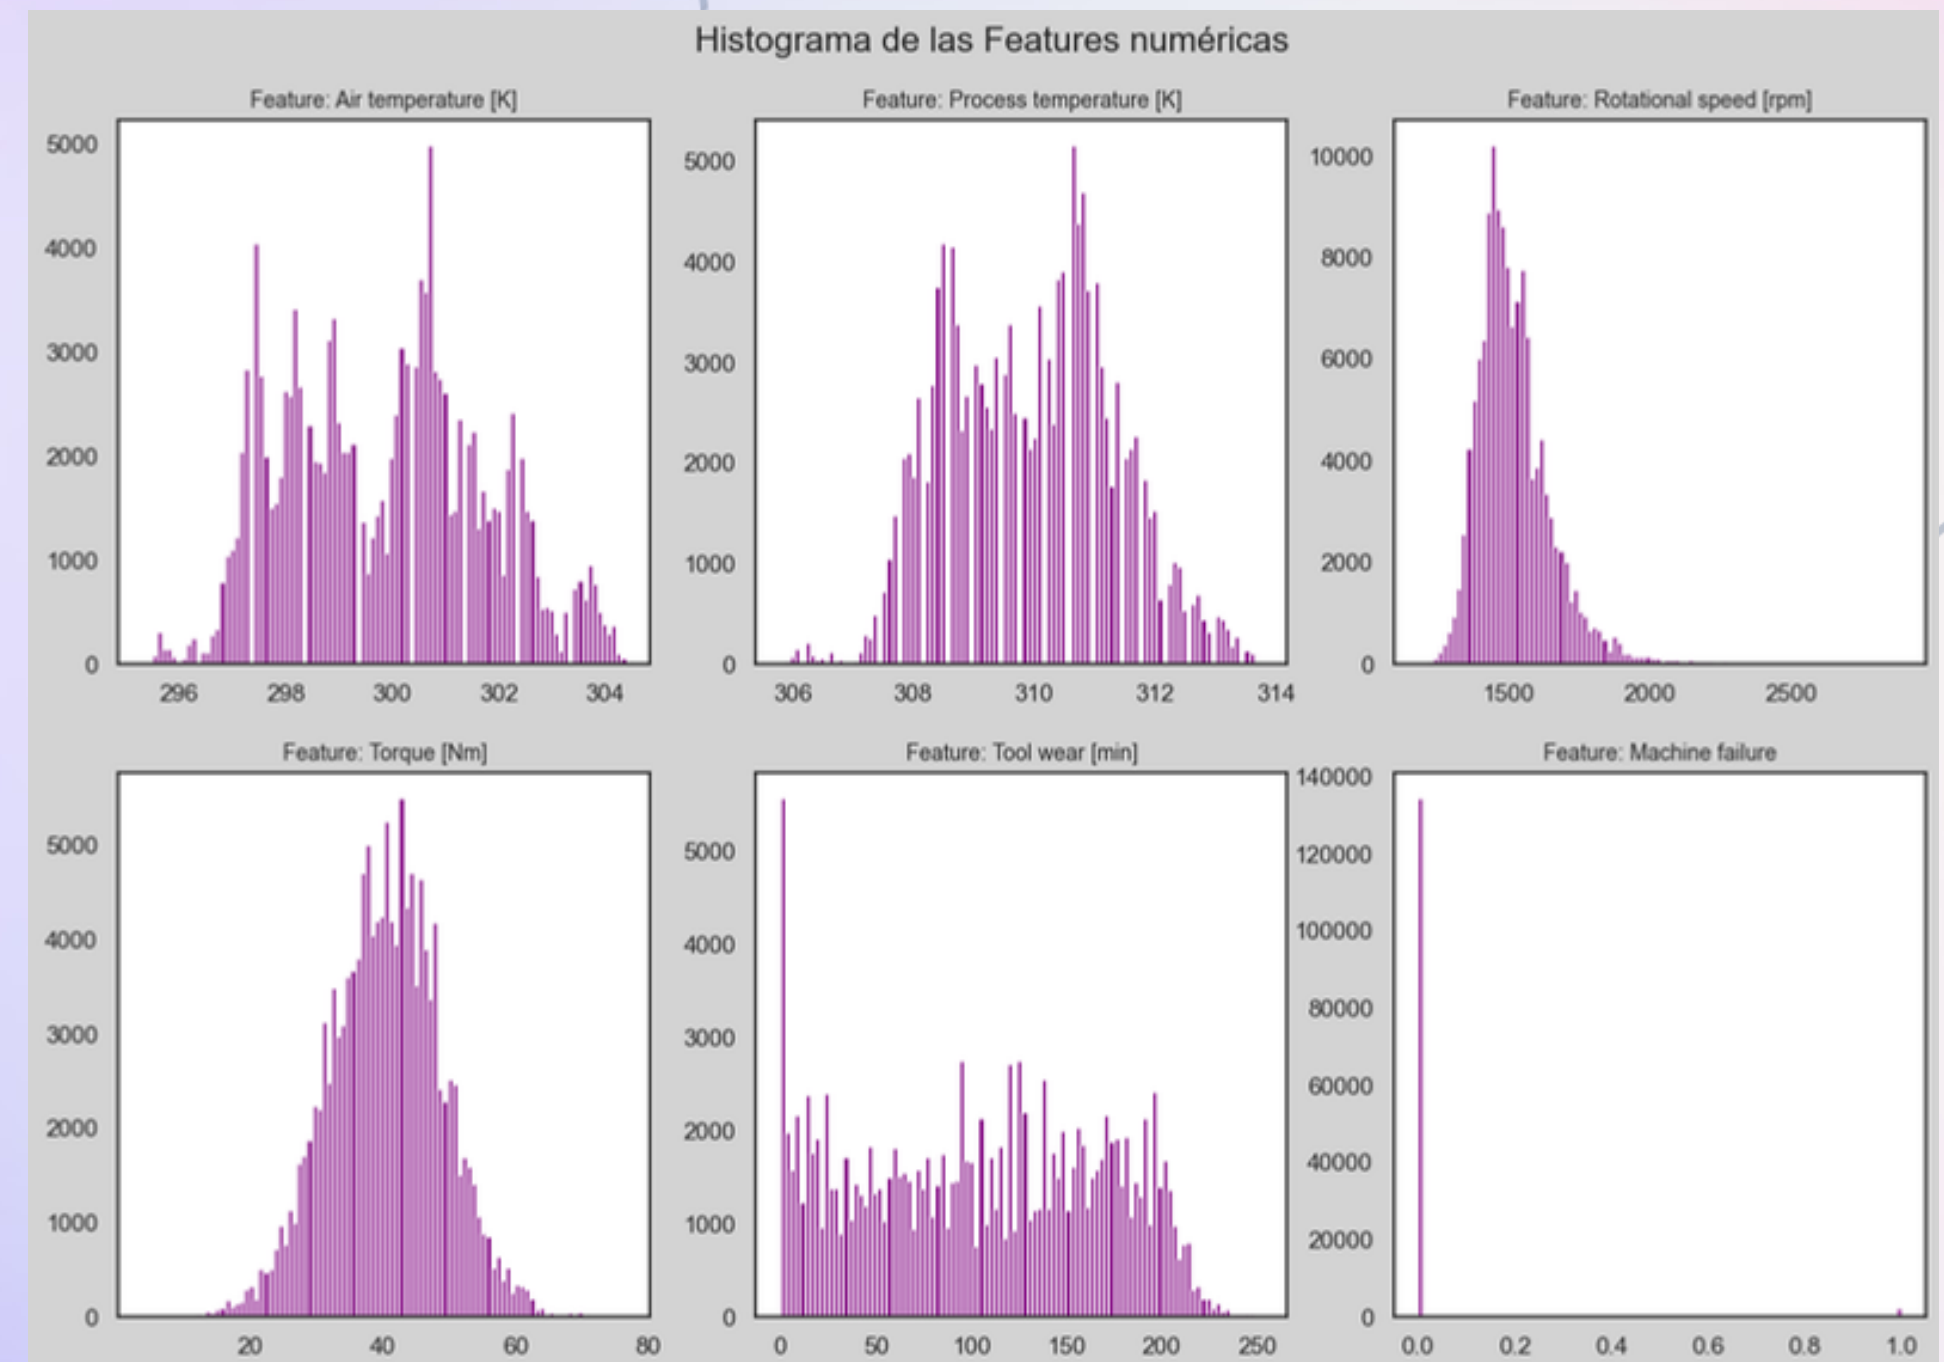 Histograma de las Features numéricas
Feature: Air temperature [K]
5000
4000
3000
2000
1000
0
296 298 300 302 304
Feature: Process temperature [K]
5000
4000
3000
2000
1000
0
306 308 310 312 314
Feature: Rotational speed [rpm]
10000
8000
6000
4000
2000
0
1500 2000 2500
Feature: Torque [Nm]
5000
4000
3000
2000
1000
0
20 40 60 80
Feature: Tool wear [min]
5000
4000
3000
2000
1000
0
0 50 100 150 200 250
Feature: Machine failure
140000
120000
100000
80000
60000
40000
20000
0
0.0 0.2 0.4 0.6 0.8 1.0